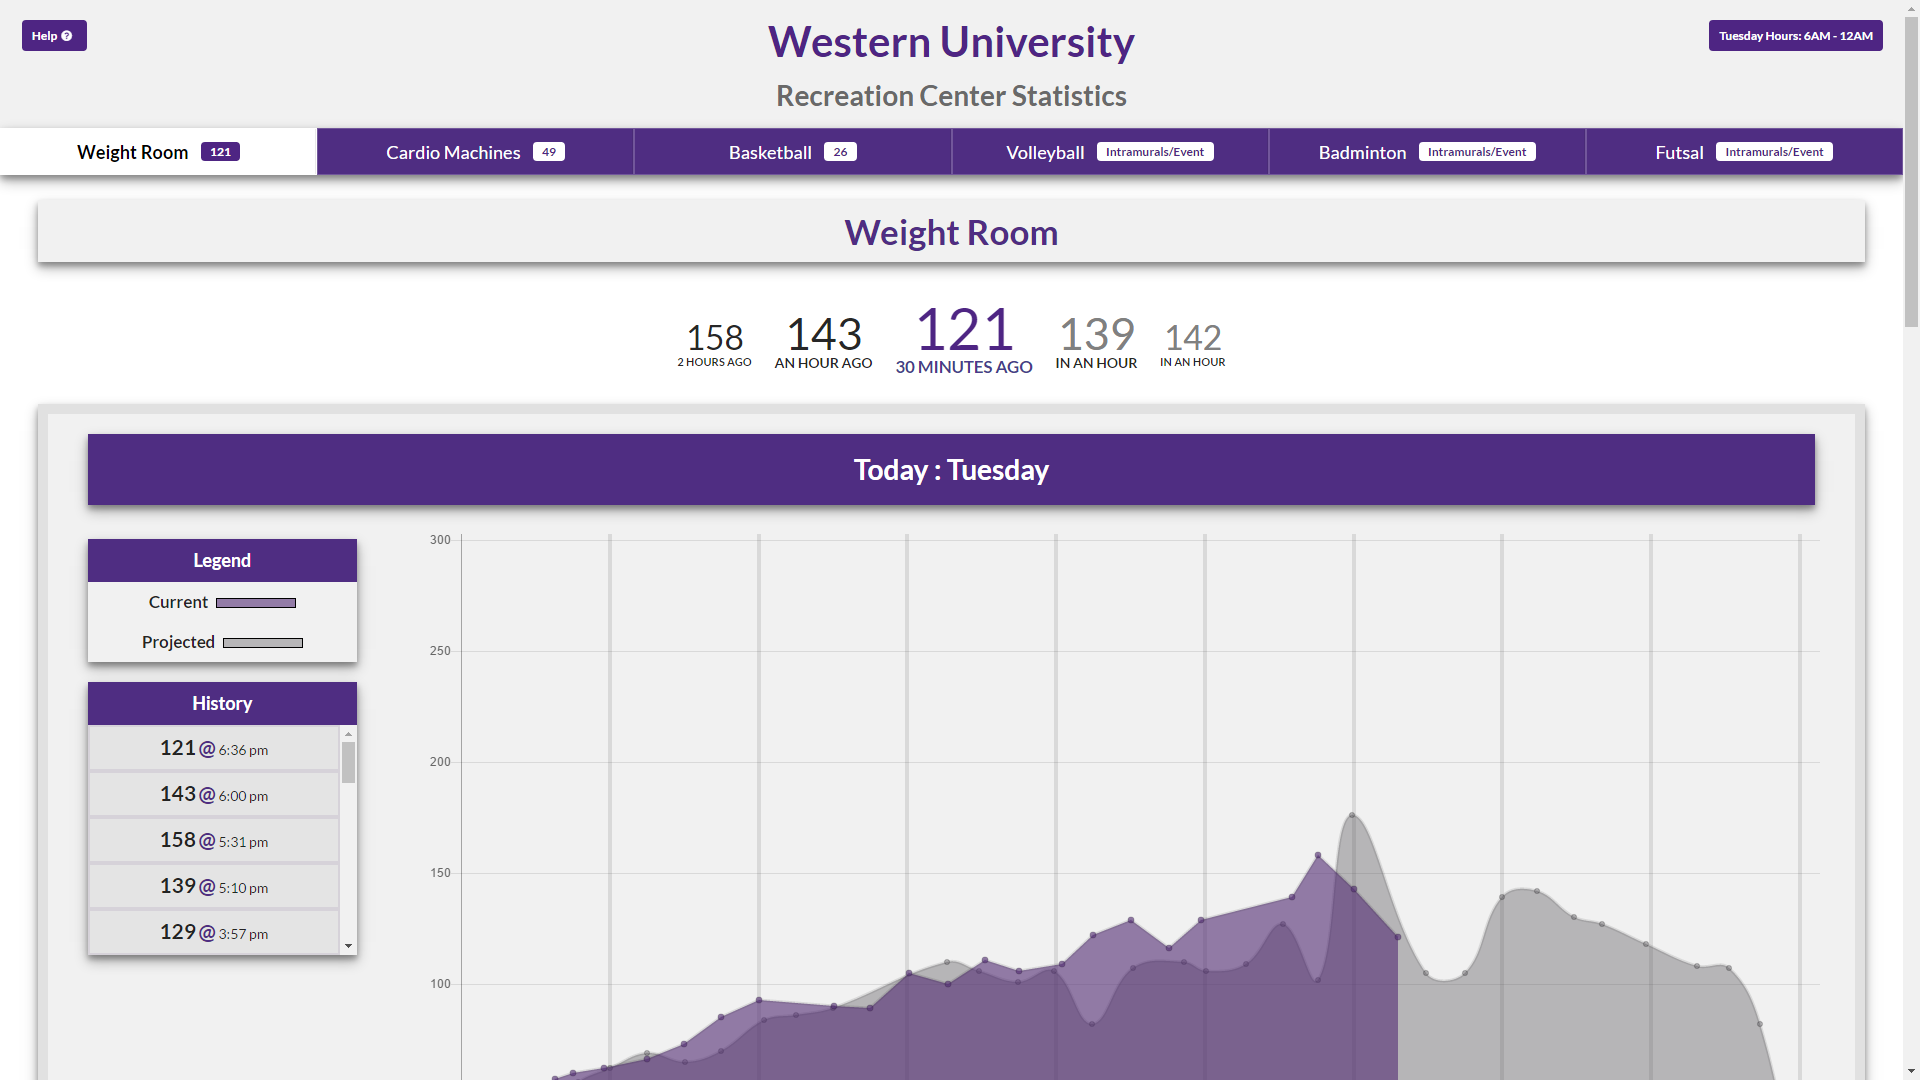 Help
Western University
Tuesday Hours: 6AM - 12AM
Recreation Center Statistics
Weight Room 121
Cardio Machines 49
Basketball 26
Volleyball Intramurals/Event
Badminton Intramurals/Event
Futsal Intramurals/Event
Weight Room
158
2 HOURS AGO
143
AN HOUR AGO
121
30 MINUTES AGO
139
IN AN HOUR
142
IN AN HOUR
Today : Tuesday
Legend
Current
Projected
History
121 @ 6:36 pm
143 @ 6:00 pm
158 @ 5:31 pm
139 @ 5:10 pm
129 @ 3:57 pm
300
250
200
150
100